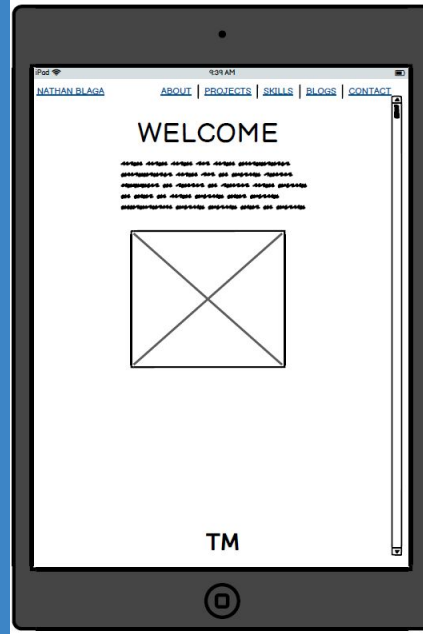 iPad 9:39 AM
NATHAN BLAGA ABOUT PROJECTS SKILLS BLOGS CONTACT
WELCOME
TM